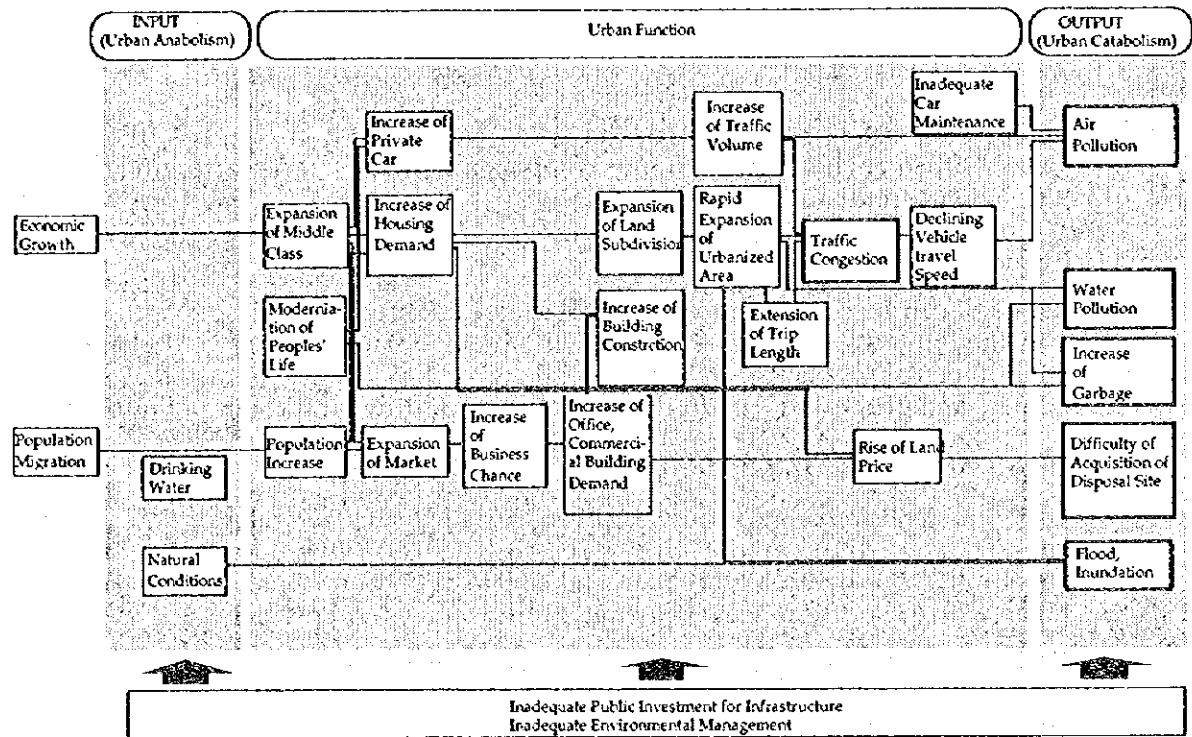 INPUT
(Urban Anabolism)
Urban Function
OUTPUT
(Urban Catabolism)
Inadequate
Car
Maintenance
Increase
of Traffic
Volume
Increase of
Private
Car
Air
Pollution
Economic
Growth
Expansion
of Middle
Class
Increase of
Housing
Demand
Expansion
of Land
Subdivision
Rapid
Expansion
of
Urbanized
Area
Traffic
Congestion
Declining
Vehicle
travel
Speed
Water
Pollution
Modernia-
tion of
Peoples'
Life
Increase of
Building
Constrction
Extension
of Trip
Length
Increase
of
Garbage
Population
Migration
Drinking
Water
Population
Increase
Expansion
of Market
Increase
of
Business
Chance
Increase of
Office,
Commerci-
al Building
Demand
Rise of Land
Price
Difficulty of
Acquisition of
Disposal Site
Natural
Conditions
Flood,
Inundation
Inadequate Public Investment for Infrastructure
Inadequate Environmental Management